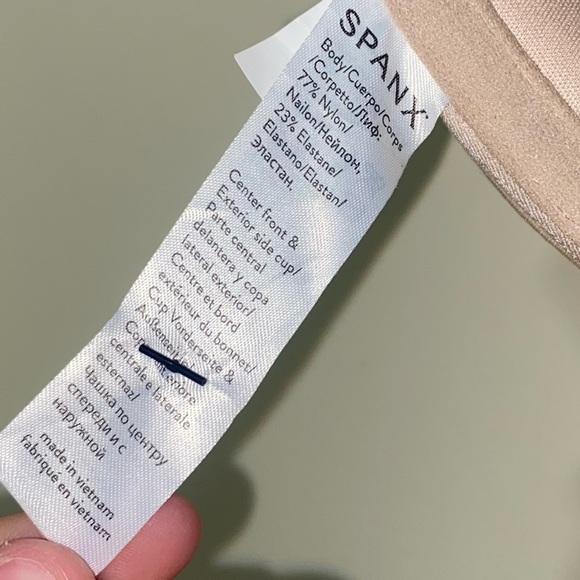 SPANX
Body/Cuerpo/Corps
/Corpetto/Лиф:
77% Nylon/
Nailon/Нейлон,
23% Elastane/
Elastano/Elastan/
Эластан.
Center front &
Exterior side cup/
Parte central
delantera y copa
lateral exterior/
Centre et bord
extérieur du bonnet/
Cup Vorderseite &
centrale e laterale
esternaz/
Чашка по центру
спереди и с
наружной
made in vietnam
fabriqué en vietnam